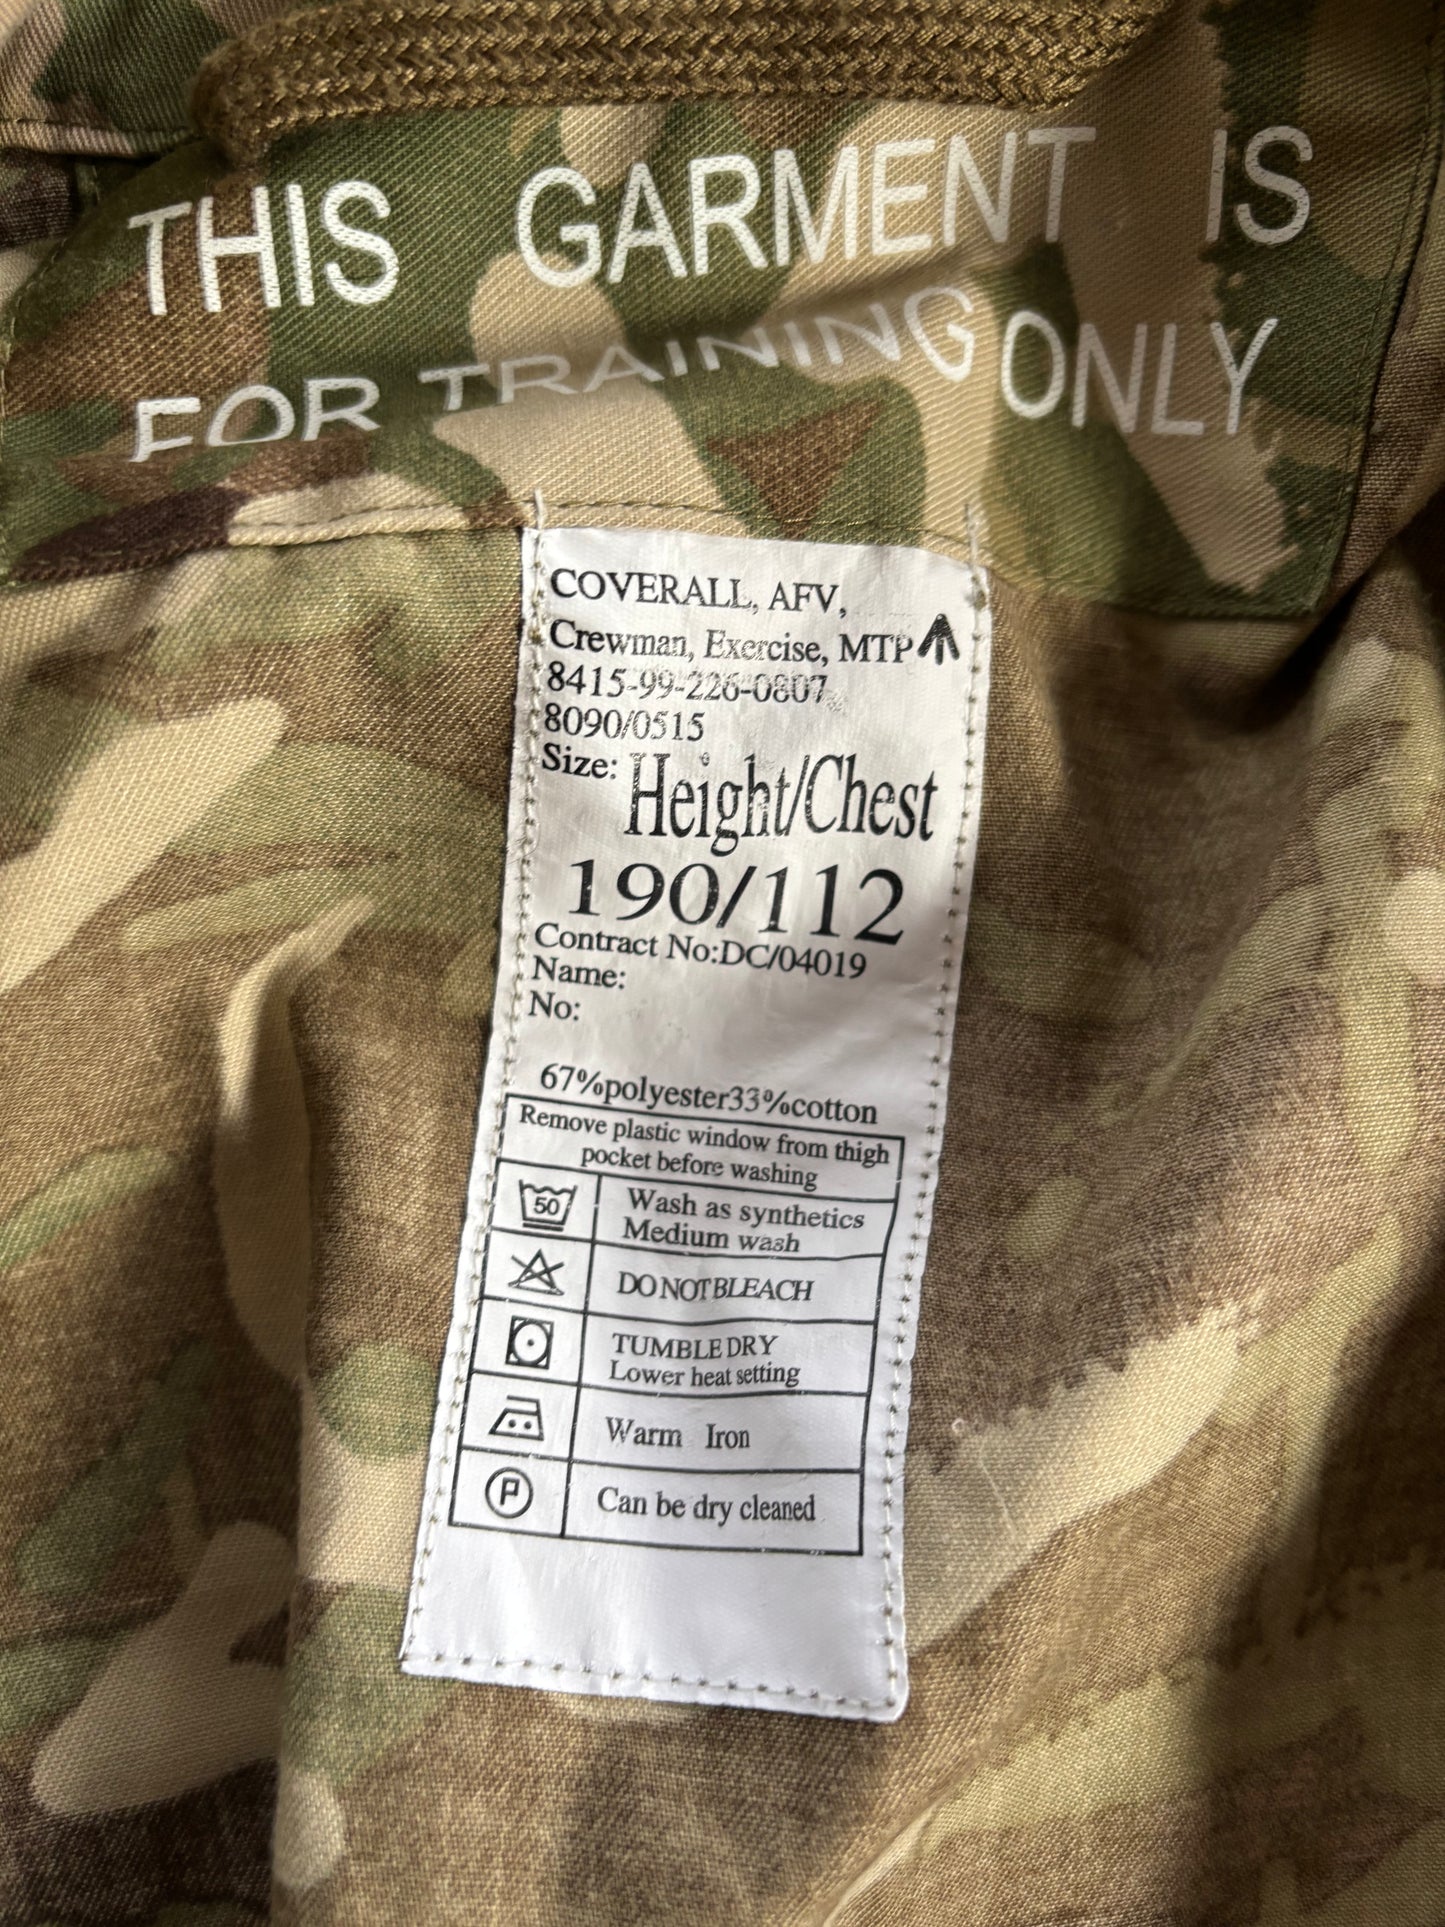 THIS GARMENT IS
FOR TRAINING ONLY
COVERALL, AFV,
Crewman, Exercise, MTP
8415-99-226-0807
8090/0515
Size: Height/Chest
190/112
Contract No:DC/04019
Name:
No:
67%polyester33%cotton
Remove plastic window from thigh
pocket before washing
50 Wash as synthetics
Medium wash
DO NOT BLEACH
TUMBLE DRY
Lower heat setting
Warm Iron
P Can be dry cleaned